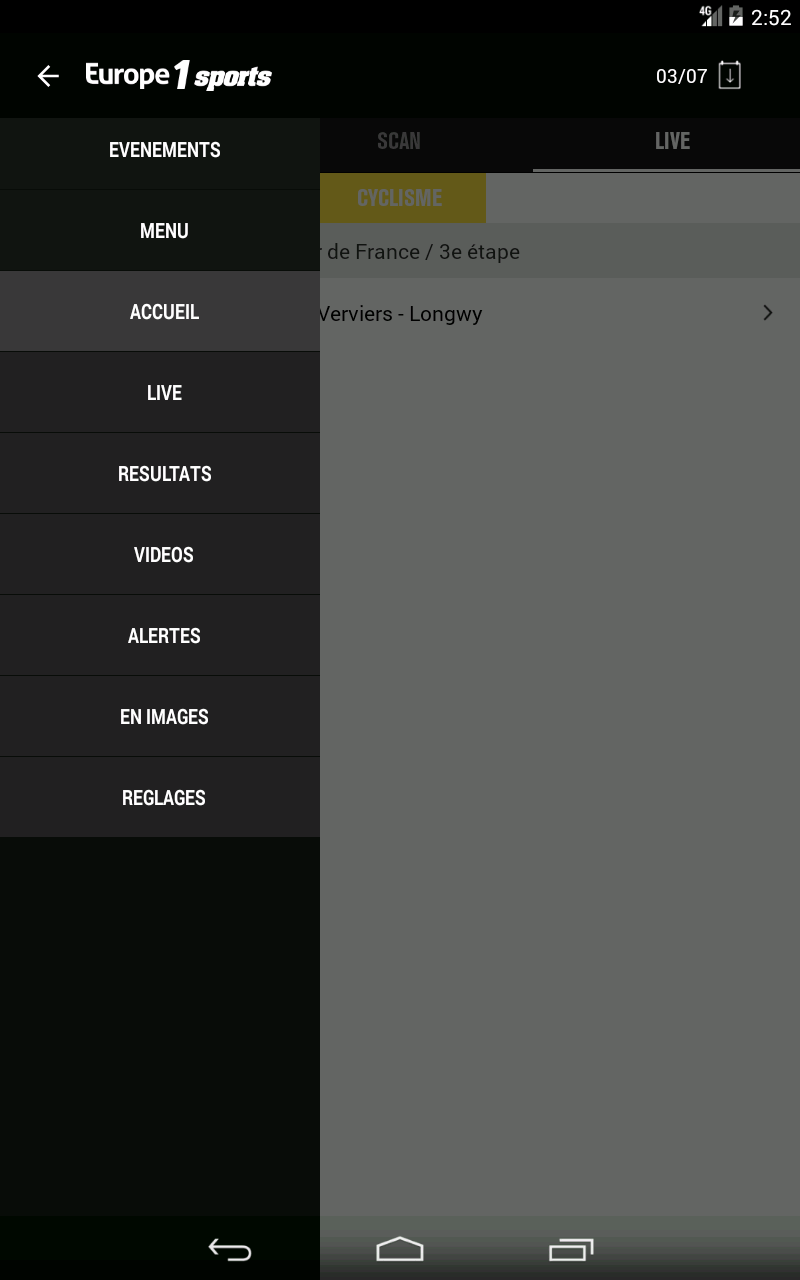 4G 2:52
Europe 1 sports 03/07
EVENEMENTS
MENU
ACCUEIL
LIVE
RESULTATS
VIDEOS
ALERTES
EN IMAGES
REGLAGES
SCAN LIVE
CYCLISME
de France / 3e étape
Verviers - Longwy